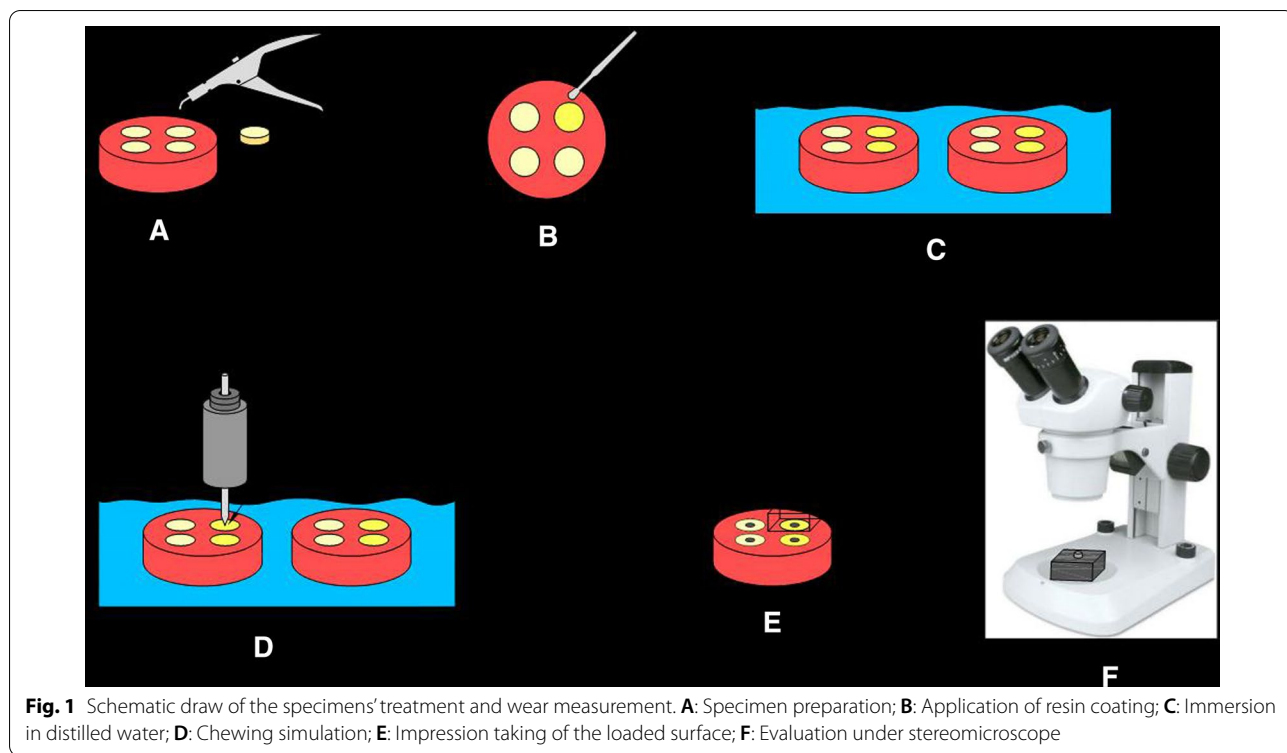 A
B
C
D
E
F
Fig. 1 Schematic draw of the specimens' treatment and wear measurement. A: Specimen preparation; B: Application of resin coating; C: Immersion
in distilled water; D: Chewing simulation; E: Impression taking of the loaded surface; F: Evaluation under stereomicroscope